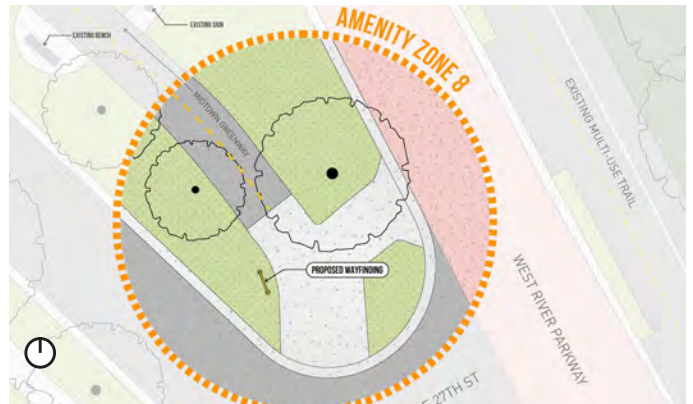 EXISTING SIGN
EXISTING BENCH
AMENITY ZONE 8
MIDTOWN GREENWAY
EXISTING MULTI-USE TRAIL
PROPOSED WAYFINDING
WEST RIVER PARKWAY
27TH ST